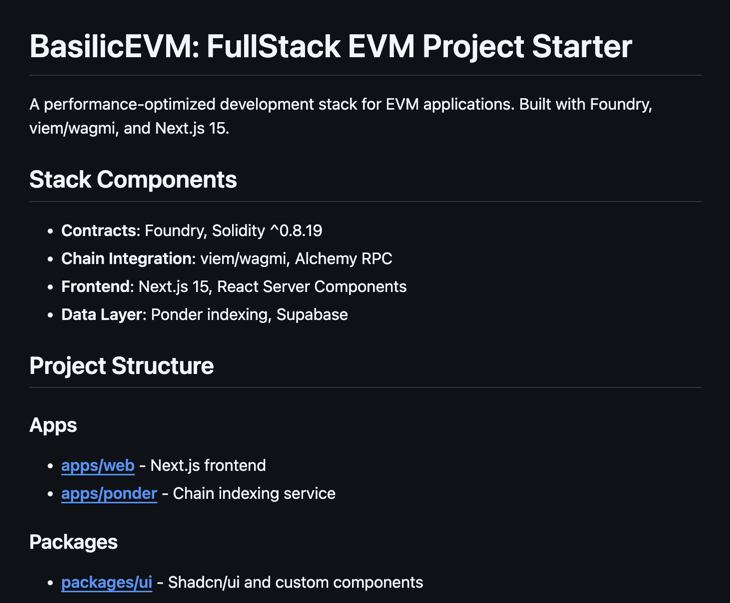 BasilicEVM: FullStack EVM Project Starter
A performance-optimized development stack for EVM applications. Built with Foundry,
viem/wagmi, and Next.js 15.
Stack Components
• Contracts: Foundry, Solidity ^0.8.19
• Chain Integration: viem/wagmi, Alchemy RPC
• Frontend: Next.js 15, React Server Components
• Data Layer: Ponder indexing, Supabase
Project Structure
Apps
• apps/web - Next.js frontend
• apps/ponder - Chain indexing service
Packages
• packages/ui - Shadcn/ui and custom components